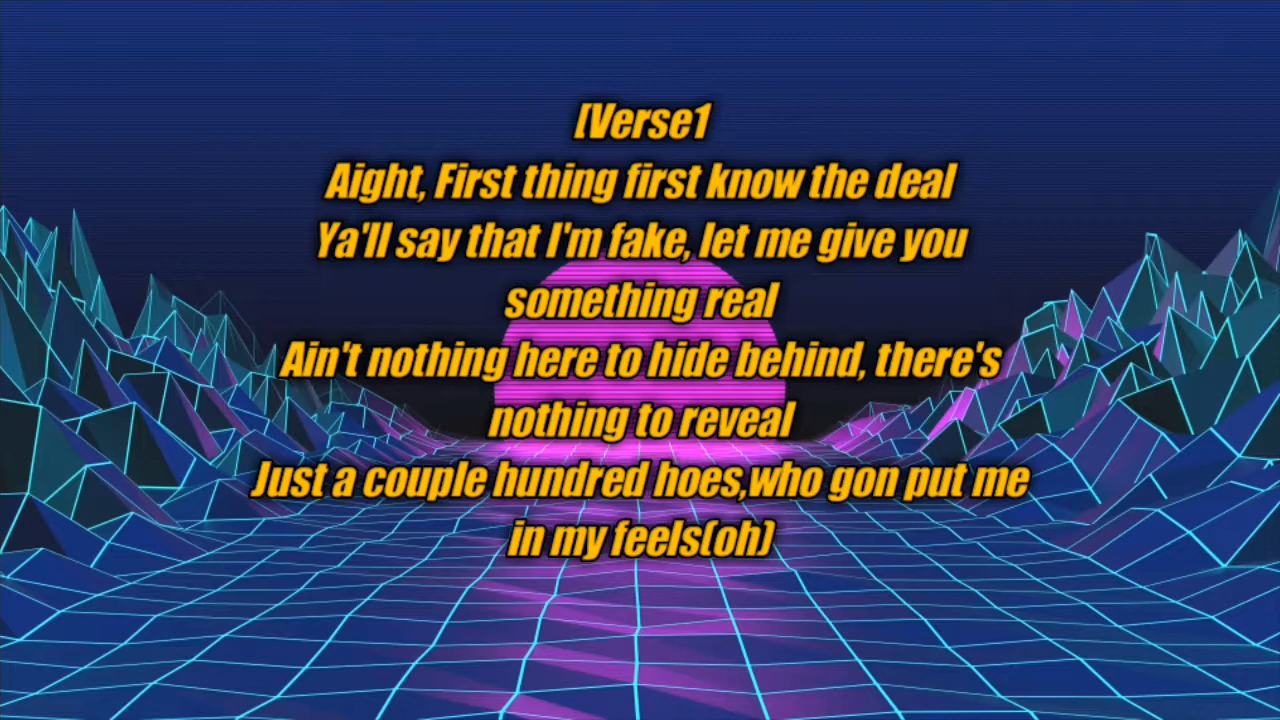 [Verse1
Aight, First thing first know the deal
Ya'll say that I'm fake, let me give you
something real
Ain't nothing here to hide behind, there's
nothing to reveal
Just a couple hundred hoes,who gon put me
in my feels(oh)